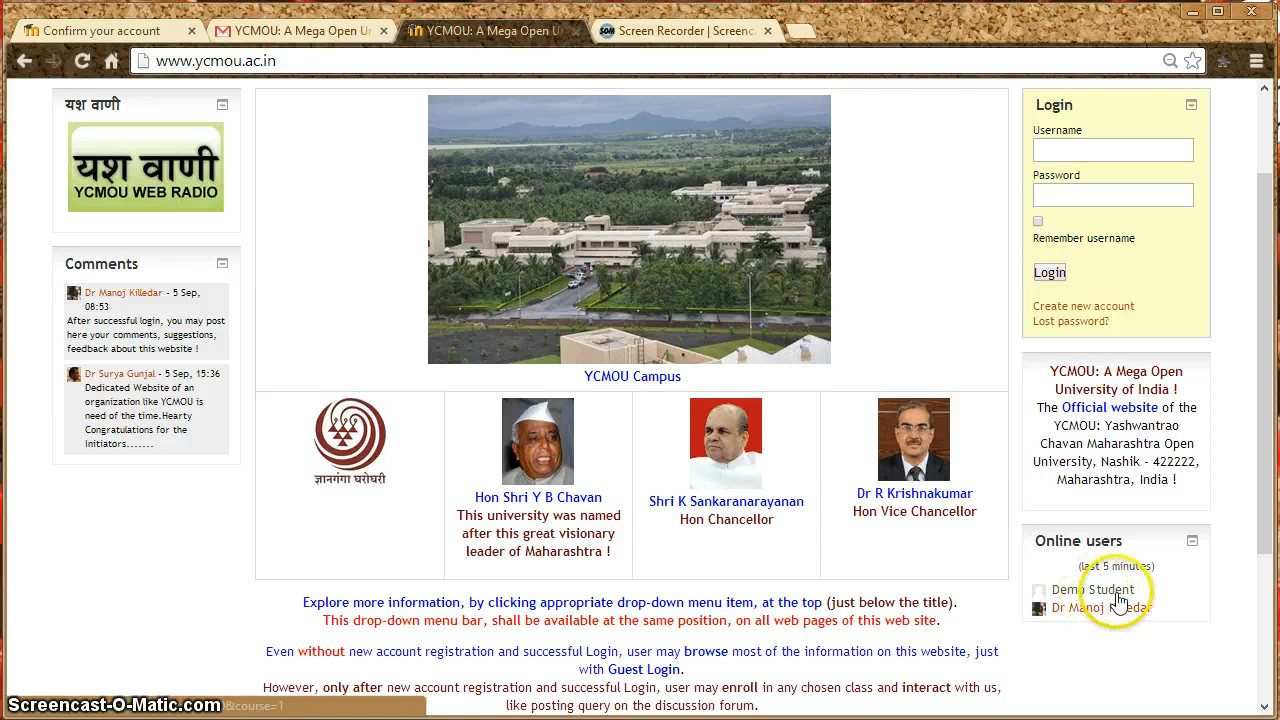 Confirm your account
YCMOU: A Mega Open U
YCMOU: A Mega Open U
Screen Recorder | Screenc
www.ycmou.ac.in
यश वाणी
यश वाणी
YCMOU WEB RADIO
Comments
Dr Manoj Killedar - 5 Sep,
08:53
After successful login, you may post
here your comments, suggestions,
feedback about this website !
Dr Surya Gunjal - 5 Sep, 15:36
Dedicated Website of an
organization like YCMOU is
need of the time.Hearty
Congratulations for the
Initiators.......
YCMOU Campus
ज्ञानगंगा घरोघरी
Hon Shri Y B Chavan
This university was named
after this great visionary
leader of Maharashtra !
Shri K Sankaranarayanan
Hon Chancellor
Dr R Krishnakumar
Hon Vice Chancellor
Explore more information, by clicking appropriate drop-down menu item, at the top (just below the title).
This drop-down menu bar, shall be available at the same position, on all web pages of this web site.
Even without new account registration and successful Login, user may browse most of the information on this website, just
with Guest Login.
However, only after new account registration and successful Login, user may enroll in any chosen class and interact with us,
like posting query on the discussion forum.
Login
Username
Password
Remember username
Login
Create new account
Lost password?
YCMOU: A Mega Open
University of India !
The Official website of the
YCMOU: Yashwantrao
Chavan Maharashtra Open
University, Nashik - 422222,
Maharashtra, India !
Online users
(last 5 minutes)
Demo Student
Dr Manoj Killedar
Screencast-O-Matic.com
&course=1